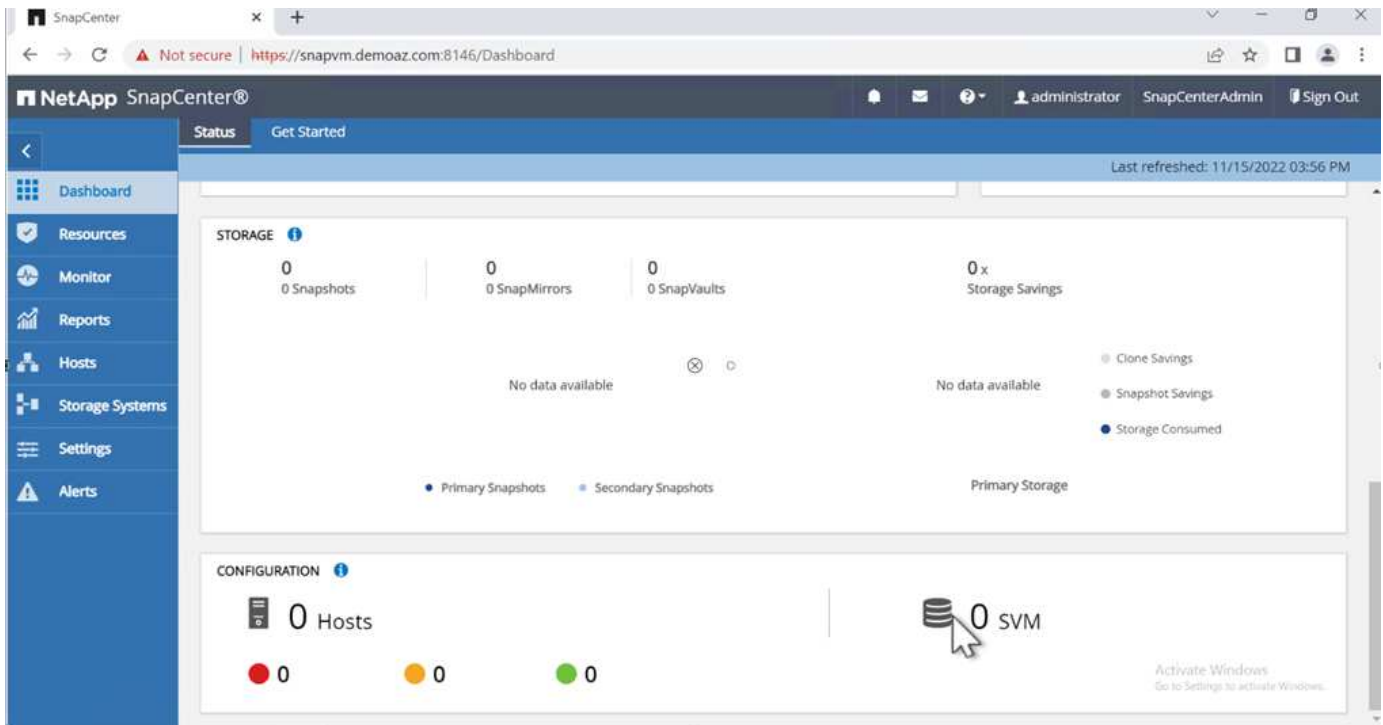 SnapCenter
Not secure | https://snapvm.demoaz.com:8146/Dashboard
NetApp SnapCenter®
administrator SnapCenterAdmin Sign Out
Status Get Started
Last refreshed: 11/15/2022 03:56 PM
Dashboard
Resources
Monitor
Reports
Hosts
Storage Systems
Settings
Alerts
STORAGE
0 0 0 0 x
0 Snapshots 0 SnapMirrors 0 SnapVaults Storage Savings
No data available No data available
Clone Savings
Snapshot Savings
Storage Consumed
Primary Snapshots Secondary Snapshots Primary Storage
CONFIGURATION
0 Hosts 0 SVM
0 0 0
Activate Windows
Go to Settings to activate Windows.